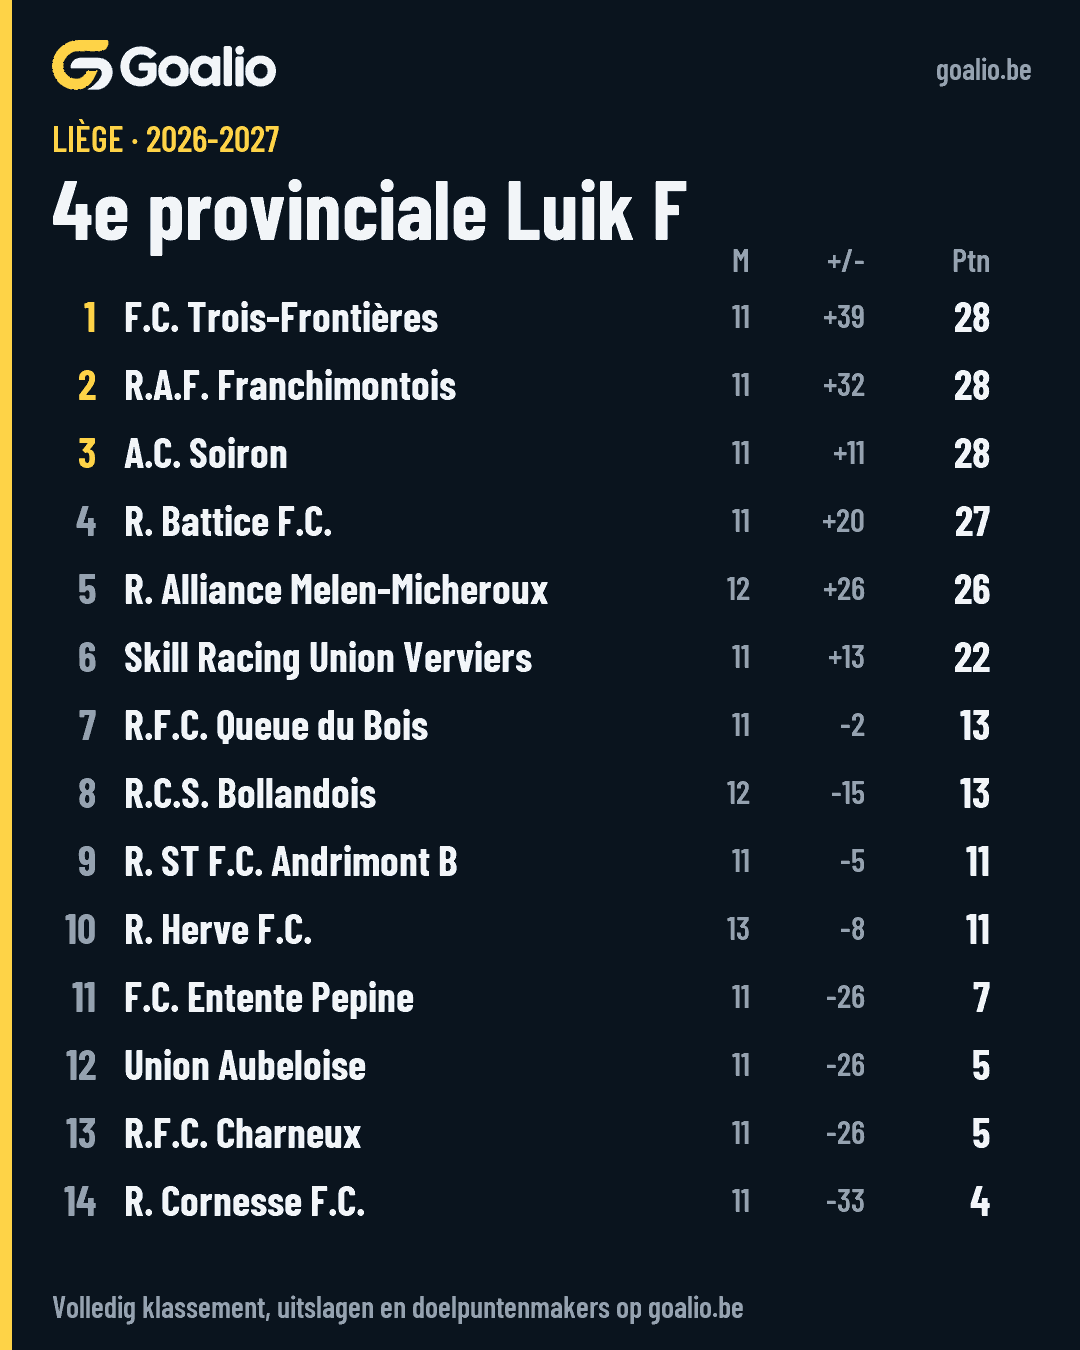 Goalio
goalio.be
LIÈGE · 2026-2027
4e provinciale Luik F
M +/- Ptn
1 F.C. Trois-Frontières 11 +39 28
2 R.A.F. Franchimontois 11 +32 28
3 A.C. Soiron 11 +11 28
4 R. Battice F.C. 11 +20 27
5 R. Alliance Melen-Micheroux 12 +26 26
6 Skill Racing Union Verviers 11 +13 22
7 R.F.C. Queue du Bois 11 -2 13
8 R.C.S. Bollandois 12 -15 13
9 R. ST F.C. Andrimont B 11 -5 11
10 R. Herve F.C. 13 -8 11
11 F.C. Entente Pepine 11 -26 7
12 Union Aubeloise 11 -26 5
13 R.F.C. Charneux 11 -26 5
14 R. Cornesse F.C. 11 -33 4
Volledig klassement, uitslagen en doelpuntenmakers op goalio.be